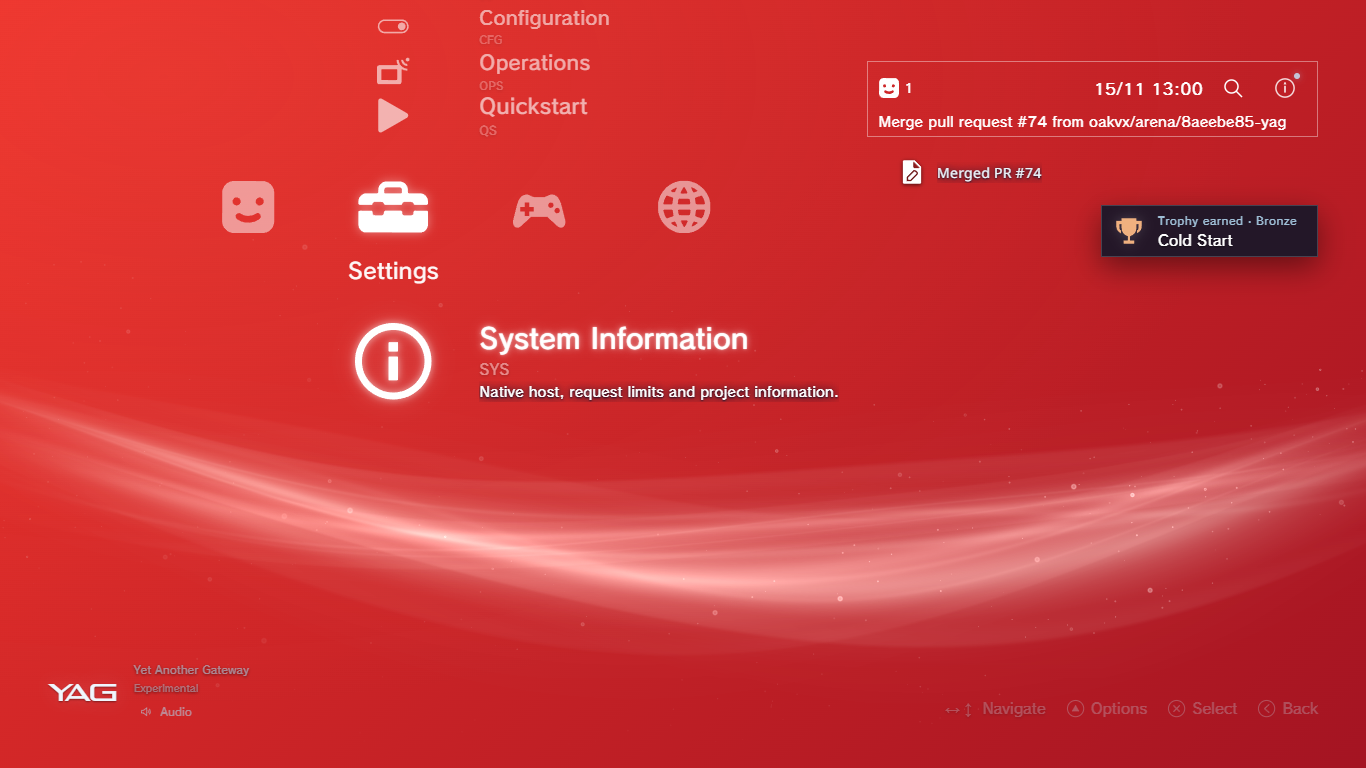 Configuration
CFG
Operations
OPS
Quickstart
QS
1
15/11 13:00
Merge pull request #74 from oakvx/arena/8aeebe85-yag
Merged PR #74
Trophy earned · Bronze
Cold Start
Settings
System Information
SYS
Native host, request limits and project information.
YAG
Yet Another Gateway
Experimental
Audio
Navigate
Options
Select
Back